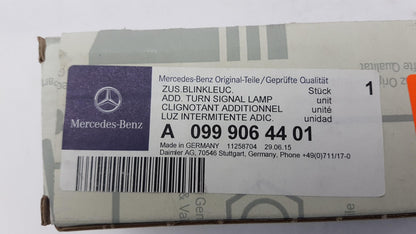 Mercedes-Benz
Mercedes-Benz Original-Teile/Geprüfte Qualität
ZUS.BLINKLEUC. Stück 1
ADD. TURN SIGNAL LAMP unit
CLIGNOTANT ADDITIONNEL unité
LUZ INTERMITENTE ADIC. unidad
A 099 906 44 01
Made in GERMANY 11258704 29.06.15
Daimler AG, 70546 Stuttgart, Germany, Phone +49(0)711/17-0